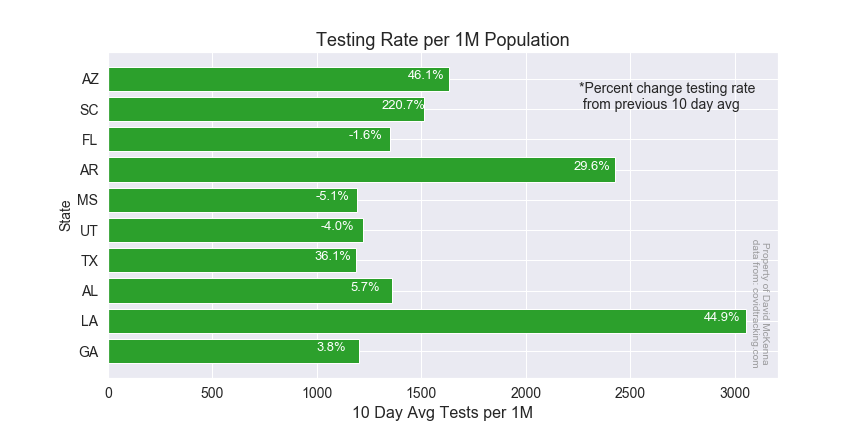 Testing Rate per 1M Population
*Percent change testing rate
from previous 10 day avg
AZ 46.1%
SC 220.7%
FL -1.6%
AR 29.6%
MS -5.1%
UT -4.0%
TX 36.1%
AL 5.7%
LA 44.9%
GA 3.8%
State
0 500 1000 1500 2000 2500 3000
10 Day Avg Tests per 1M
Property of David McKenna
data from: covidtracking.com